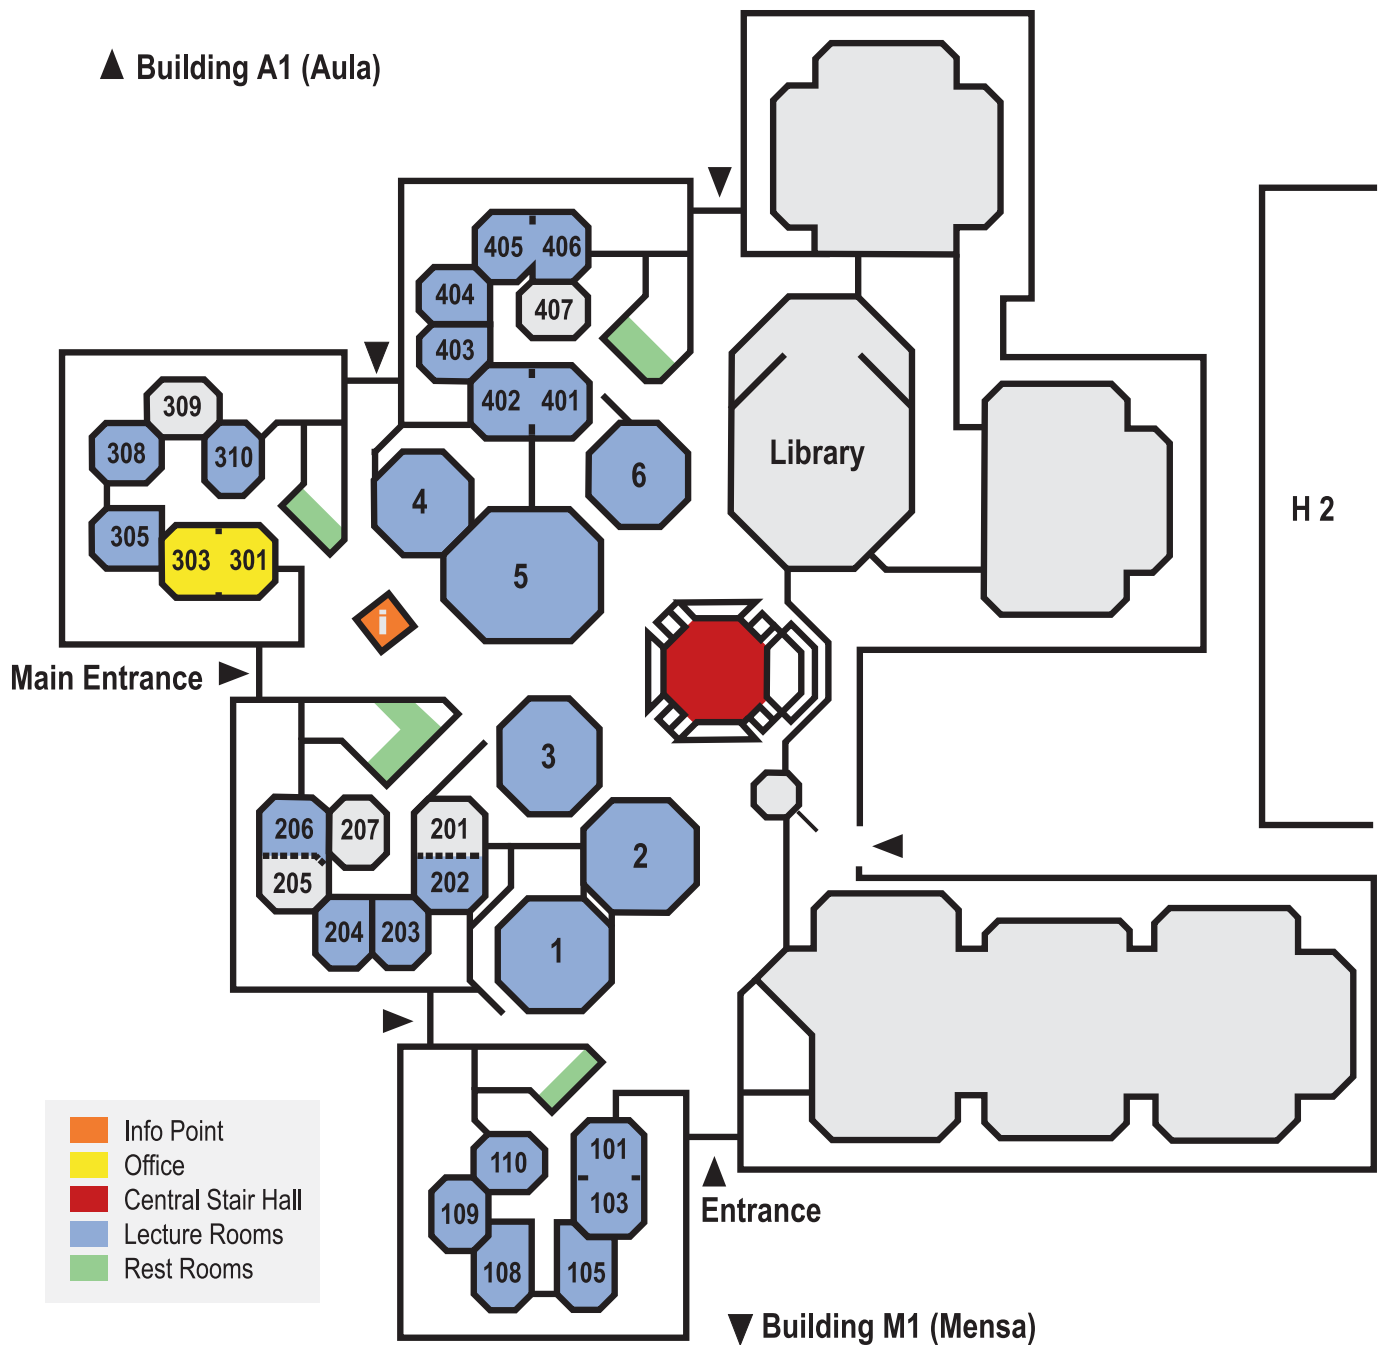 Building A1 (Aula)
405 406
404
407
403
402 401
309
308
310
305
303 301
4
6
5
Library
H 2
i
Main Entrance
3
206
207
201
205
202
2
204 203
1
Info Point
Office
Central Stair Hall
Lecture Rooms
Rest Rooms
110
101
109
103
108
105
Entrance
Building M1 (Mensa)